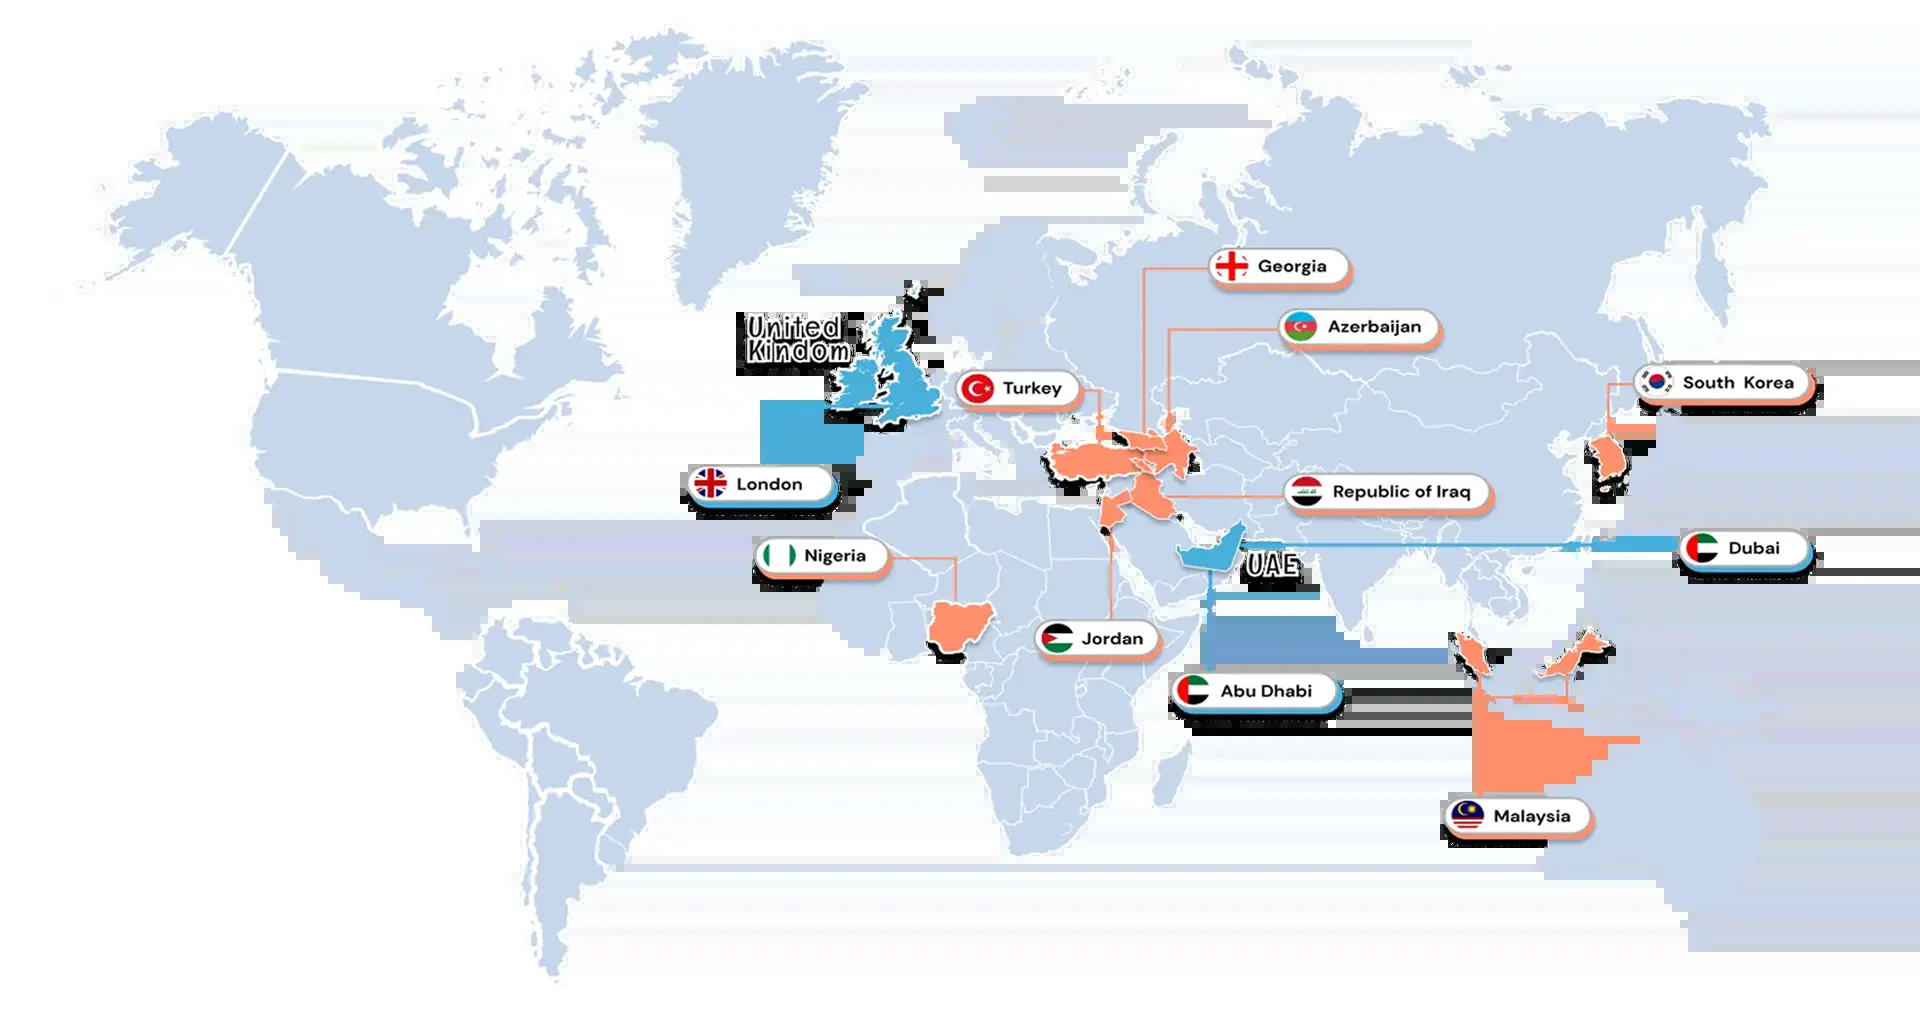 Georgia
Azerbaijan
United
Kindom
Turkey
South Korea
London
Republic of Iraq
Nigeria
Dubai
UAE
Jordan
Abu Dhabi
Malaysia